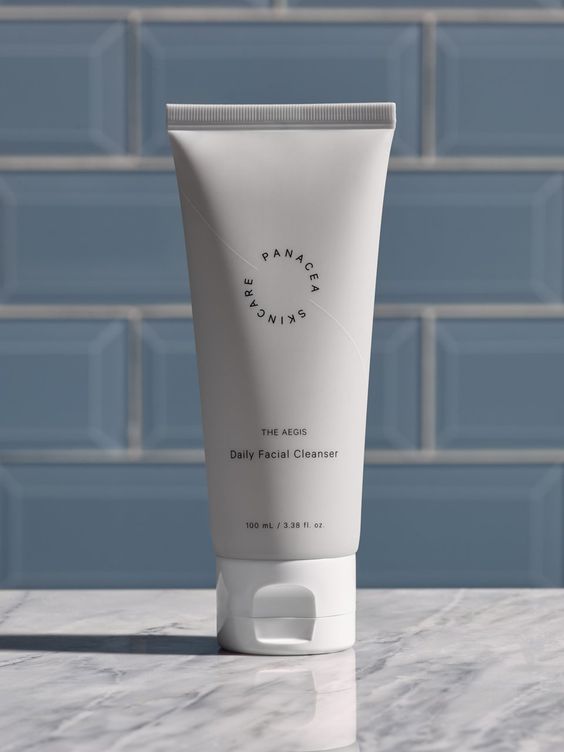 PANACEA SKINCARE
THE AEGIS
Daily Facial Cleanser
100 mL / 3.38 fl. oz.